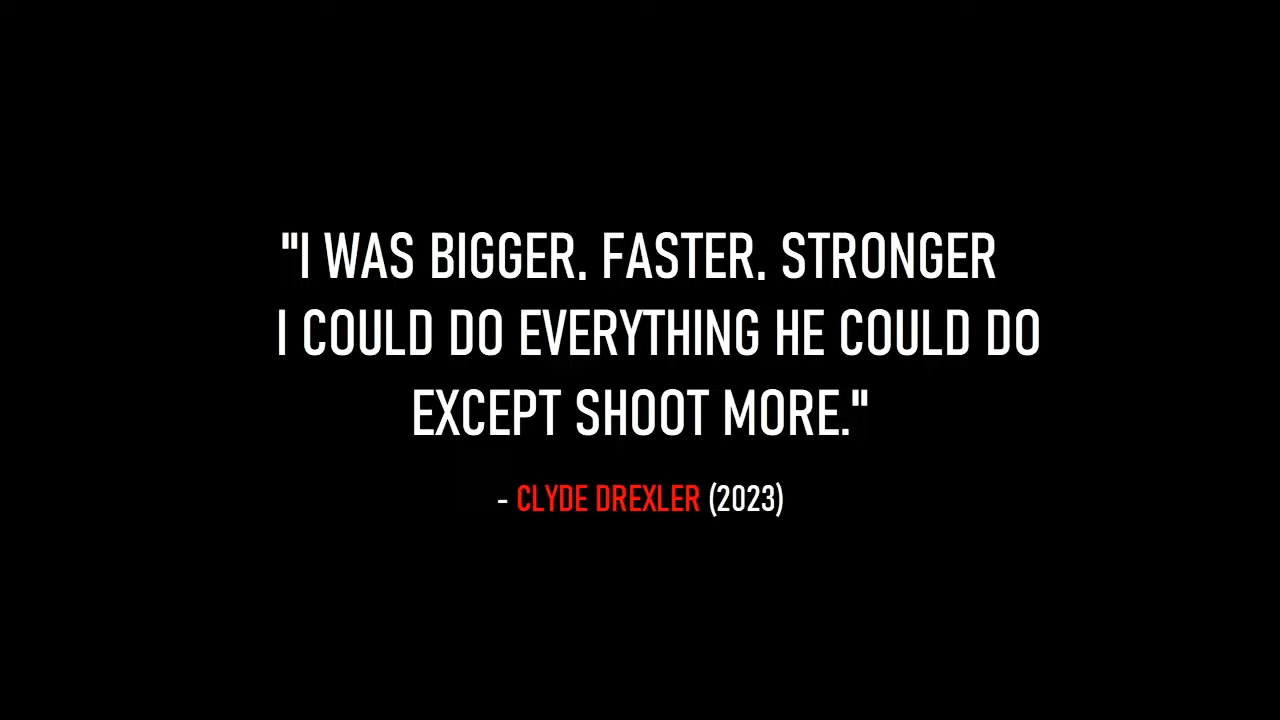 "I WAS BIGGER, FASTER, STRONGER
I COULD DO EVERYTHING HE COULD DO
EXCEPT SHOOT MORE."
- CLYDE DREXLER (2023)